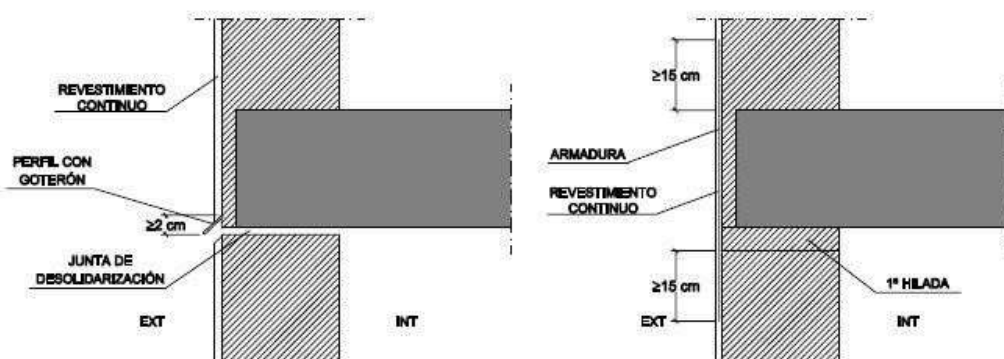 REVESTIMIENTO
CONTINUO
PERFIL CON
GOTERÓN
≥2 cm
JUNTA DE
DESOLIDARIZACIÓN
EXT
INT
≥15 cm
ARMADURA
REVESTIMIENTO
CONTINUO
≥15 cm
1ª HILADA
EXT
INT